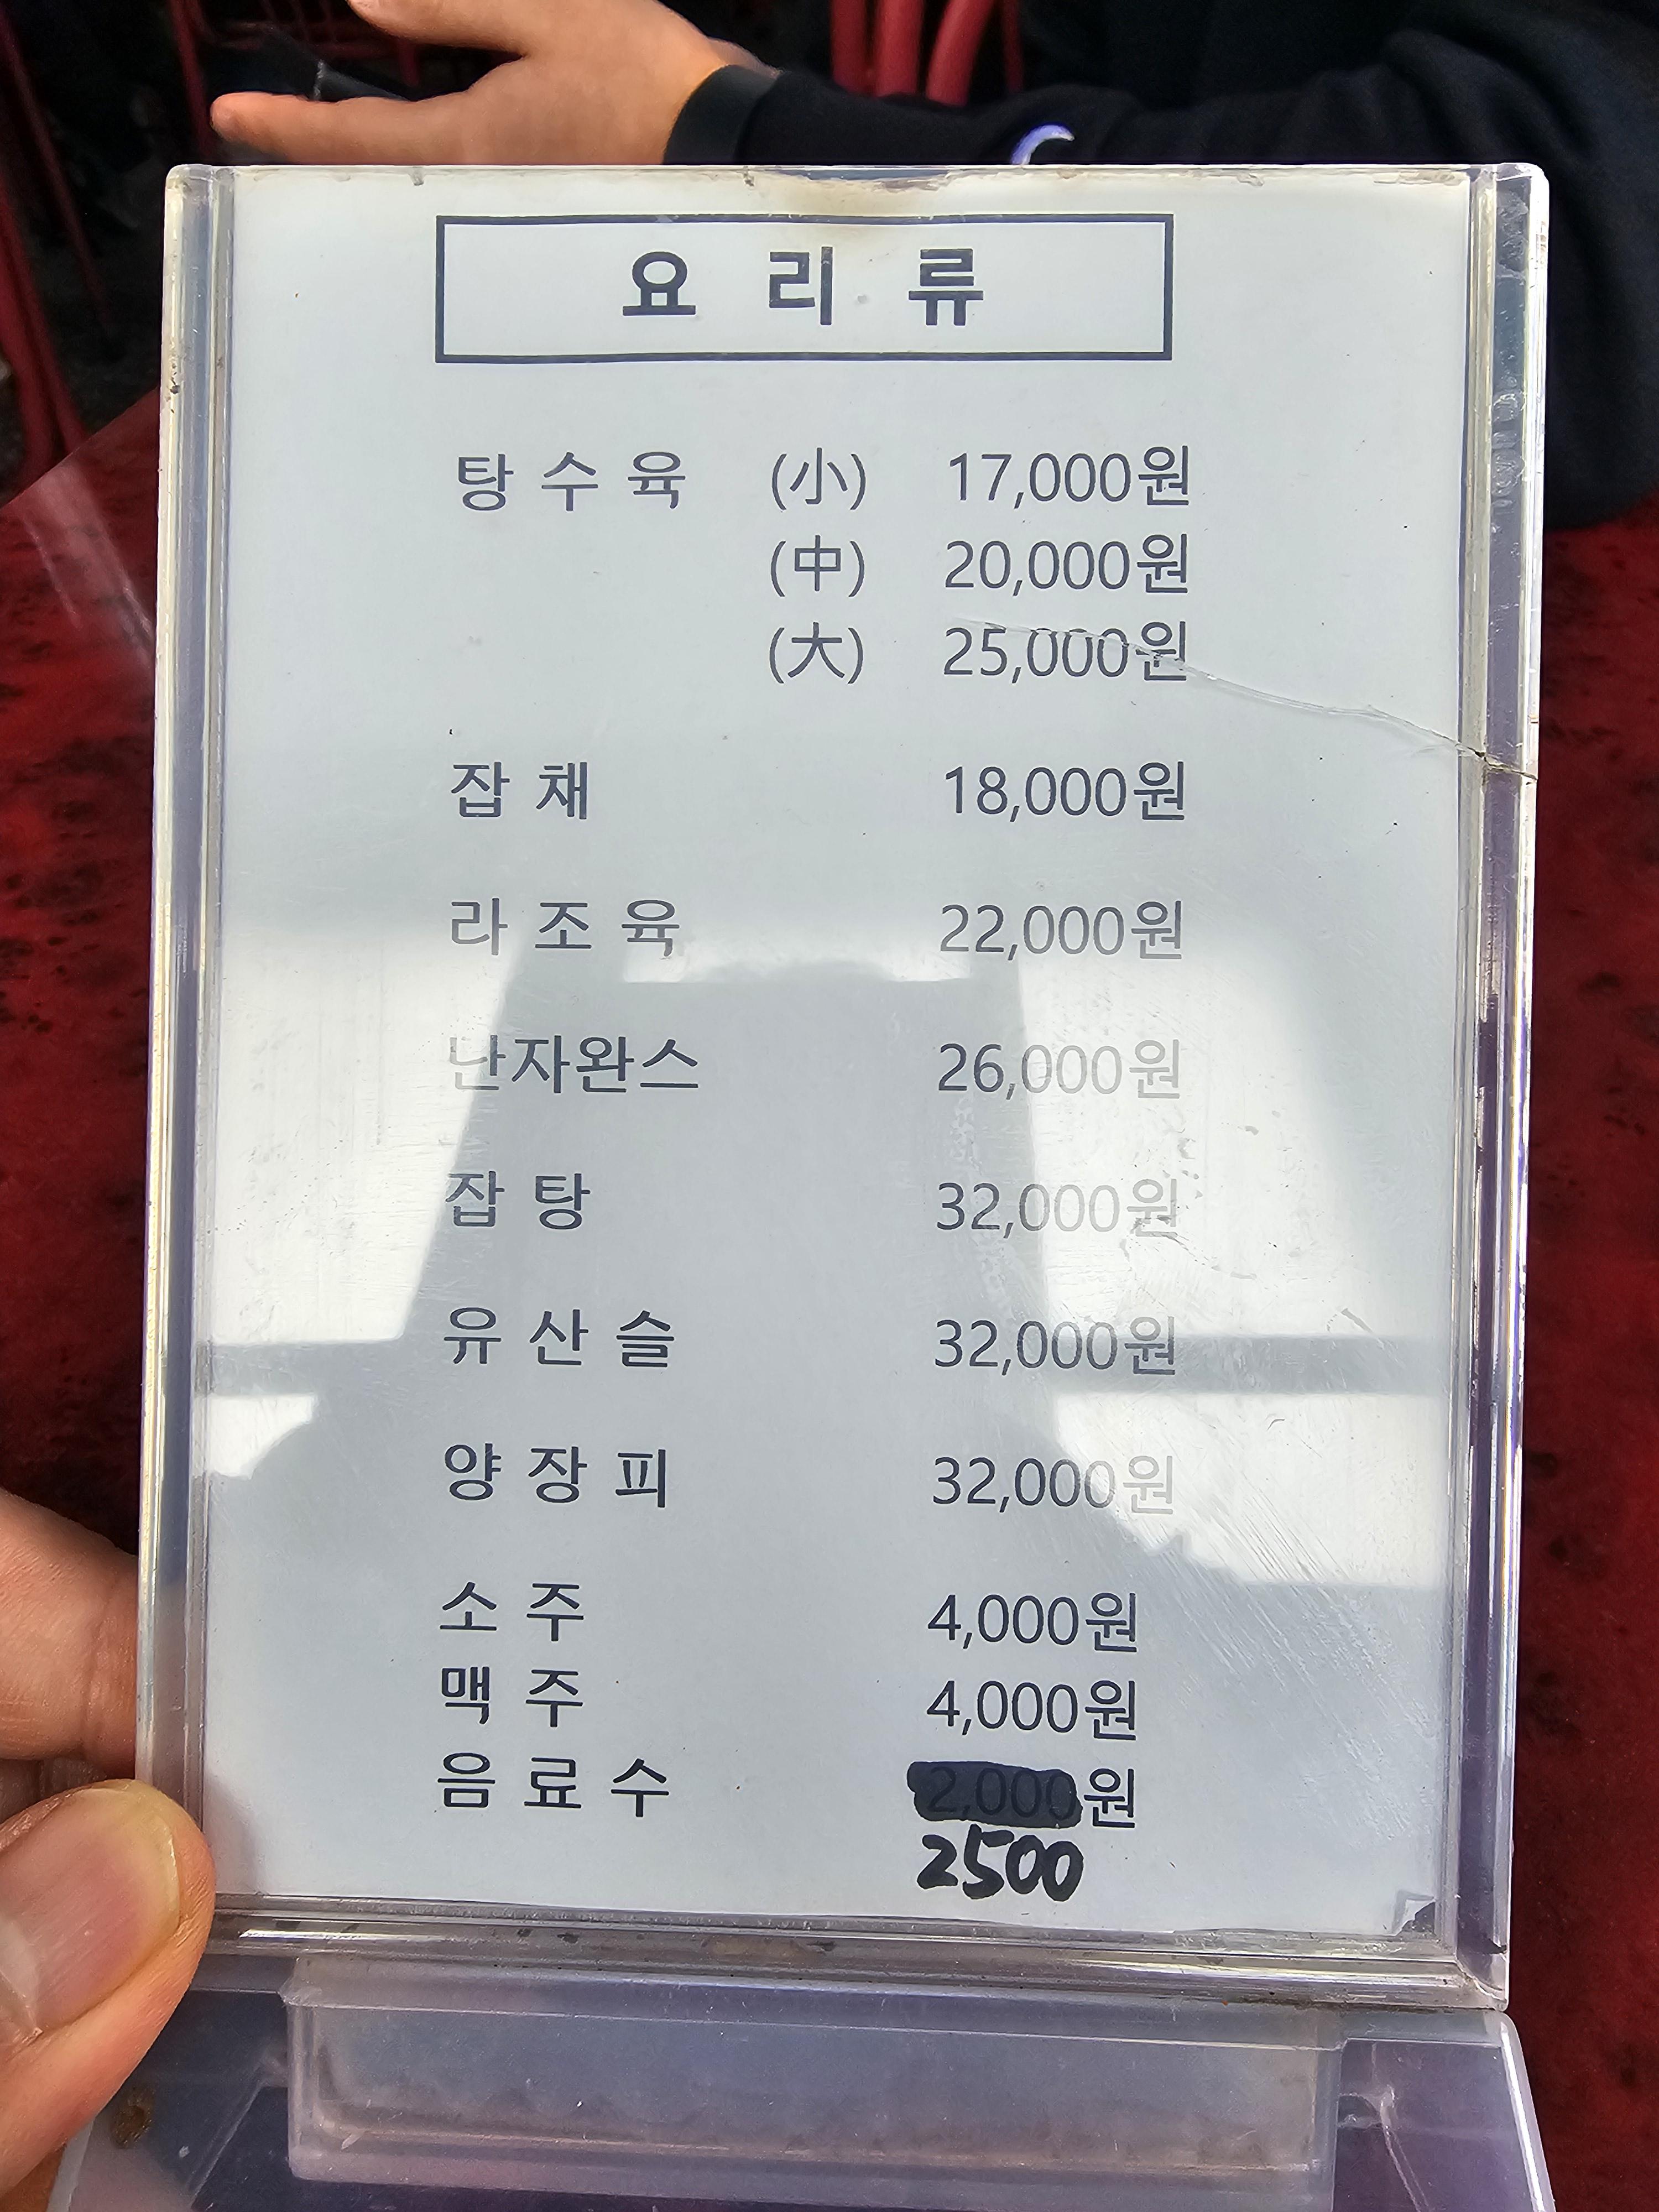 요 리 류
탕 수 육 (小) 17,000원
(中) 20,000원
(大) 25,000원
잡 채 18,000원
라 조 육 22,000원
난자완스 26,000원
잡 탕 32,000원
유 산 슬 32,000원
양 장 피 32,000원
소 주 4,000원
맥 주 4,000원
음 료 수 2,000원
2500